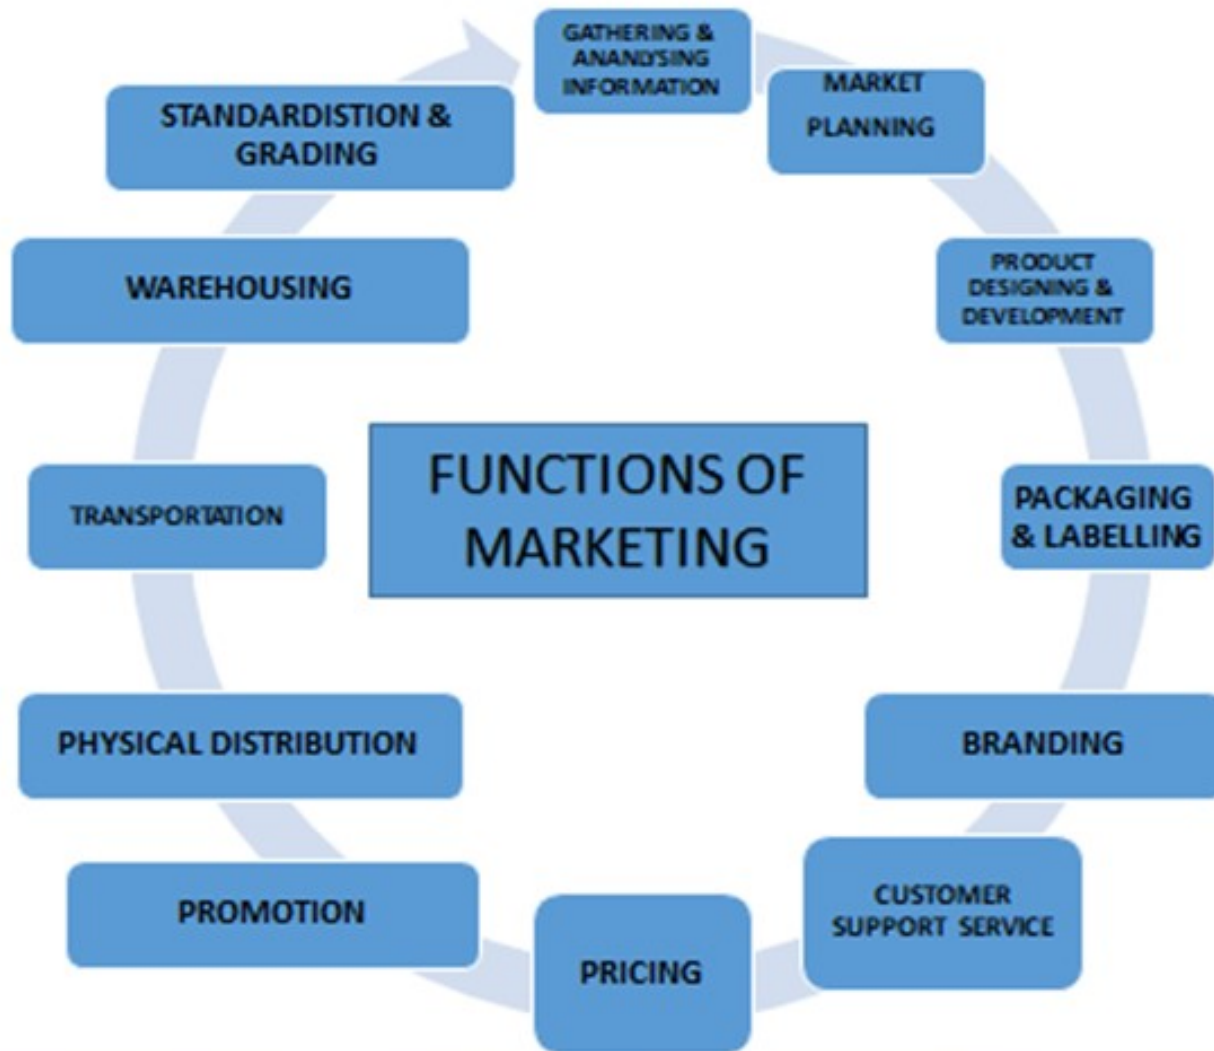 GATHERING &
ANANLYSING
INFORMATION
MARKET
PLANNING
PRODUCT
DESIGNING &
DEVELOPMENT
PACKAGING
& LABELLING
BRANDING
CUSTOMER
SUPPORT SERVICE
PRICING
PROMOTION
PHYSICAL DISTRIBUTION
TRANSPORTATION
WAREHOUSING
STANDARDISTION &
GRADING
FUNCTIONS OF
MARKETING